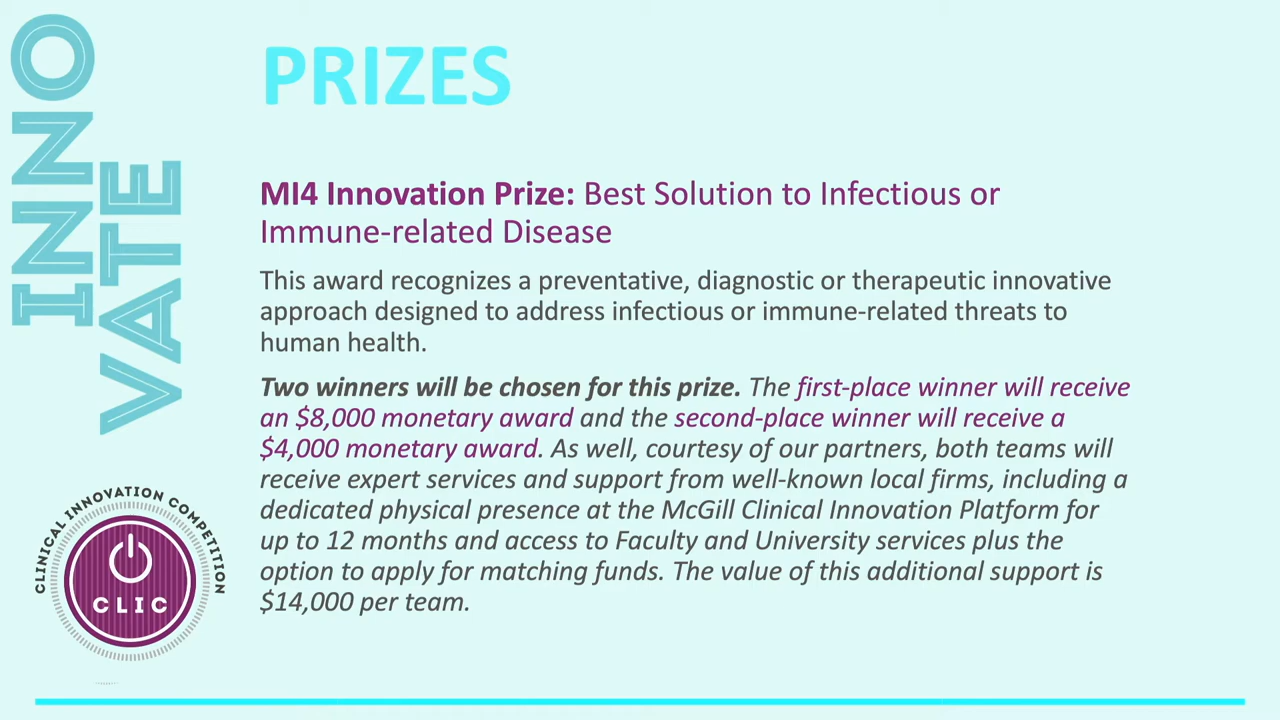 INNO
VATE
PRIZES
MI4 Innovation Prize: Best Solution to Infectious or
Immune-related Disease
This award recognizes a preventative, diagnostic or therapeutic innovative
approach designed to address infectious or immune-related threats to
human health.
Two winners will be chosen for this prize. The first-place winner will receive
an $8,000 monetary award and the second-place winner will receive a
$4,000 monetary award. As well, courtesy of our partners, both teams will
receive expert services and support from well-known local firms, including a
dedicated physical presence at the McGill Clinical Innovation Platform for
up to 12 months and access to Faculty and University services plus the
option to apply for matching funds. The value of this additional support is
$14,000 per team.
CLINICAL INNOVATION COMPETITION
CLIC